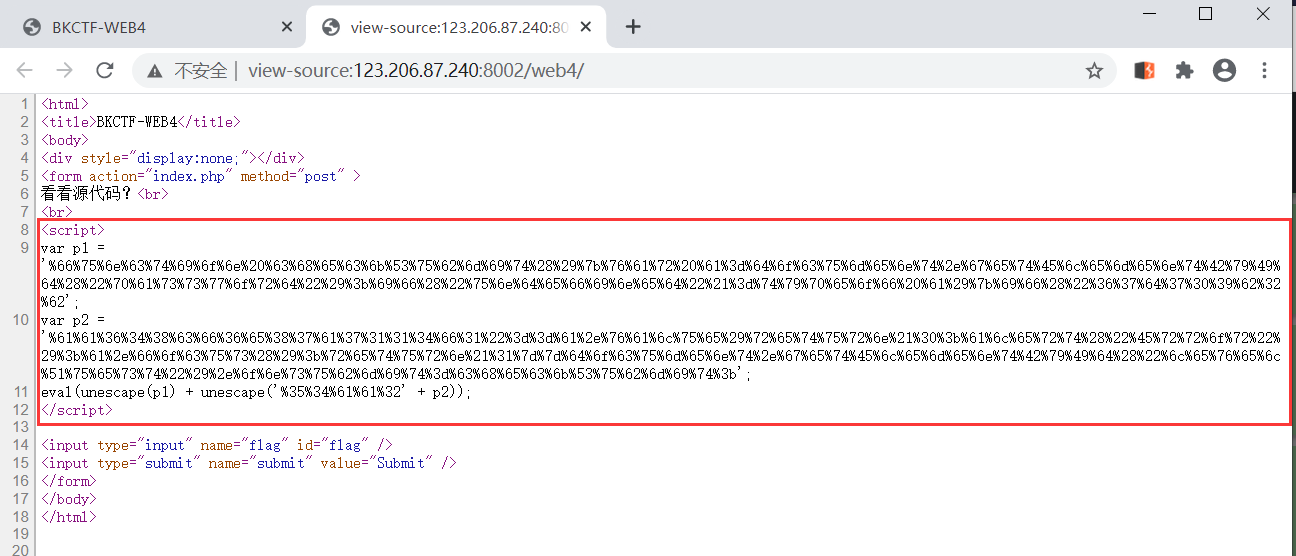 BKCTF-WEB4
view-source:123.206.87.240:80
不安全 | view-source:123.206.87.240:8002/web4/
1 <html>
2 <title>BKCTF-WEB4</title>
3 <body>
4 <div style="display:none;"></div>
5 <form action="index.php" method="post" >
6 看看源代码？<br>
7 <br>
8 <script>
9 var p1 =
'%66%75%6e%63%74%69%6f%6e%20%63%68%65%63%6b%53%75%62%6d%69%74%28%29%7b%76%61%72%20%61%3d%64%6f%63%75%6d%65%6e%74%2e%67%65%74%45%6c%65%6d%65%6e%74%42%79%49%
64%28%22%70%61%73%73%77%6f%72%64%22%29%3b%69%66%28%22%75%6e%64%65%66%69%6e%65%64%22%21%3d%74%79%70%65%6f%66%20%61%29%7b%69%66%28%22%36%37%64%37%30%39%62%32%
%62';
10 var p2 =
'%61%61%36%34%38%63%66%36%65%38%37%61%37%31%31%34%66%31%22%3d%3d%61%2e%76%61%6c%75%65%29%72%65%74%75%72%6e%21%30%3b%61%6c%65%72%74%28%22%45%72%72%6f%72%22%
%29%3b%61%2e%66%6f%63%75%73%28%29%3b%72%65%74%75%72%6e%21%31%7d%7d%64%6f%63%75%6d%65%6e%74%2e%67%65%74%45%6c%65%6d%65%6e%74%42%79%49%64%28%22%6c%65%76%65%6c
%51%75%65%73%74%22%29%2e%6f%6e%73%75%62%6d%69%74%3d%63%68%65%63%6b%53%75%62%6d%69%74%3b';
11 eval(unescape(p1) + unescape('%35%34%61%61%32' + p2));
12 </script>
13
14 <input type="input" name="flag" id="flag" />
15 <input type="submit" name="submit" value="Submit" />
16 </form>
17 </body>
18 </html>
19
20